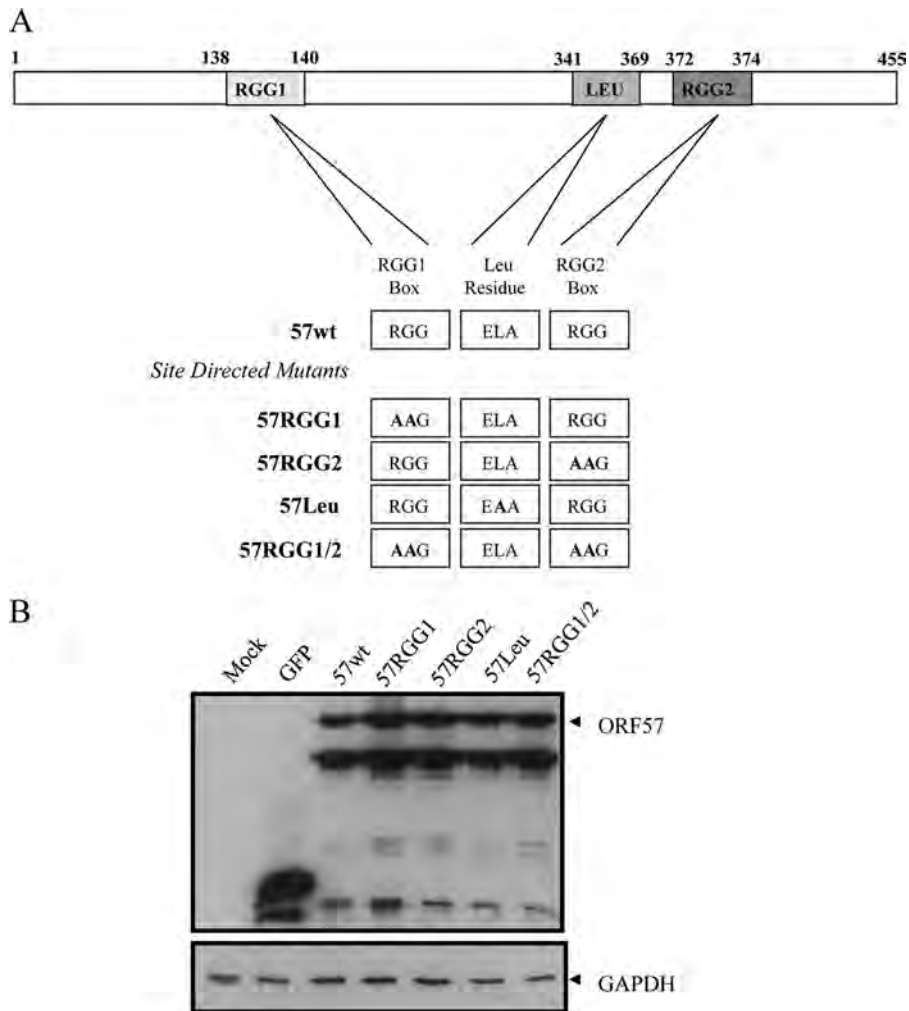 A
1 138 140 341 369 372 374 455
RGG1 LEU RGG2
RGG1 Leu RGG2
Box Residue Box
57wt RGG ELA RGG
Site Directed Mutants
57RGG1 AAG ELA RGG
57RGG2 RGG ELA AAG
57Leu RGG EAA RGG
57RGG1/2 AAG ELA AAG
B
Mock GFP 57wt 57RGG1 57RGG2 57Leu 57RGG1/2
ORF57
GAPDH